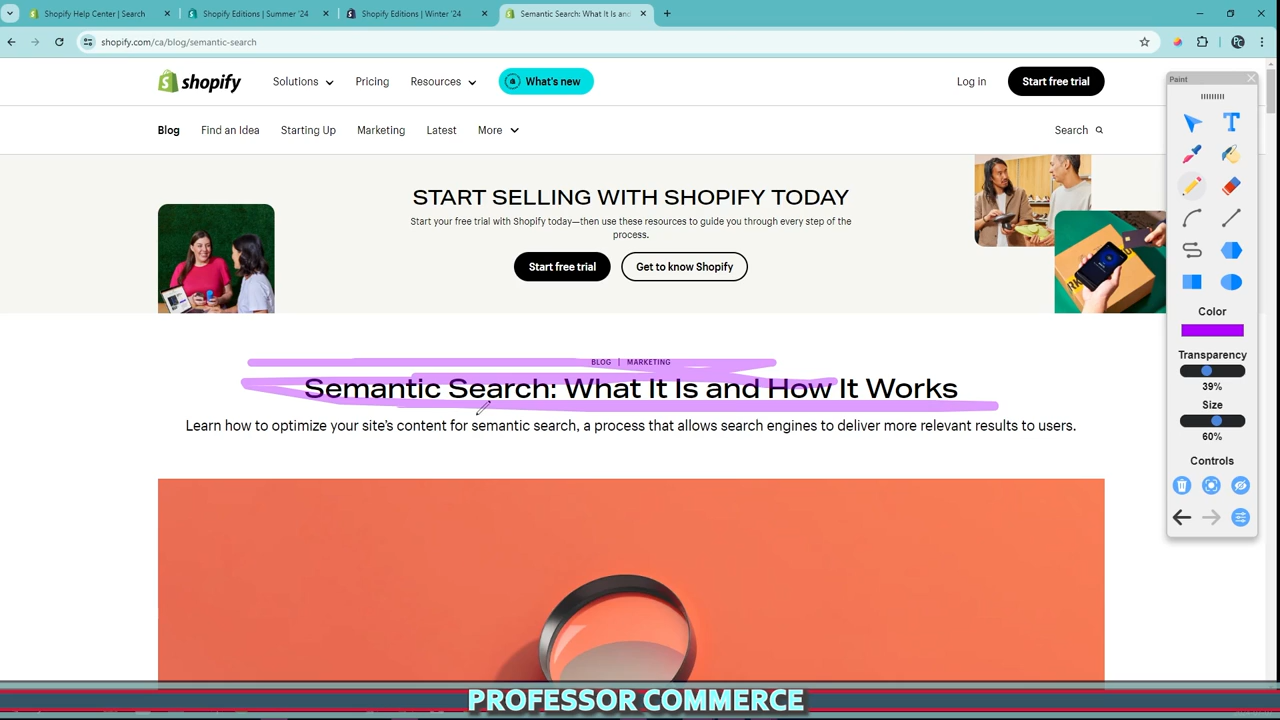 Shopify Help Center | Search
Shopify Editions | Summer '24
Shopify Editions | Winter '24
Semantic Search: What It Is and
shopify.com/ca/blog/semantic-search
shopify
Solutions
Pricing
Resources
What's new
Log in
Start free trial
Blog
Find an Idea
Starting Up
Marketing
Latest
More
Search
START SELLING WITH SHOPIFY TODAY
Start your free trial with Shopify today—then use these resources to guide you through every step of the
process.
Start free trial
Get to know Shopify
BLOG | MARKETING
Semantic Search: What It Is and How It Works
Learn how to optimize your site's content for semantic search, a process that allows search engines to deliver more relevant results to users.
Paint
T
Color
Transparency
39%
Size
60%
Controls
PROFESSOR COMMERCE